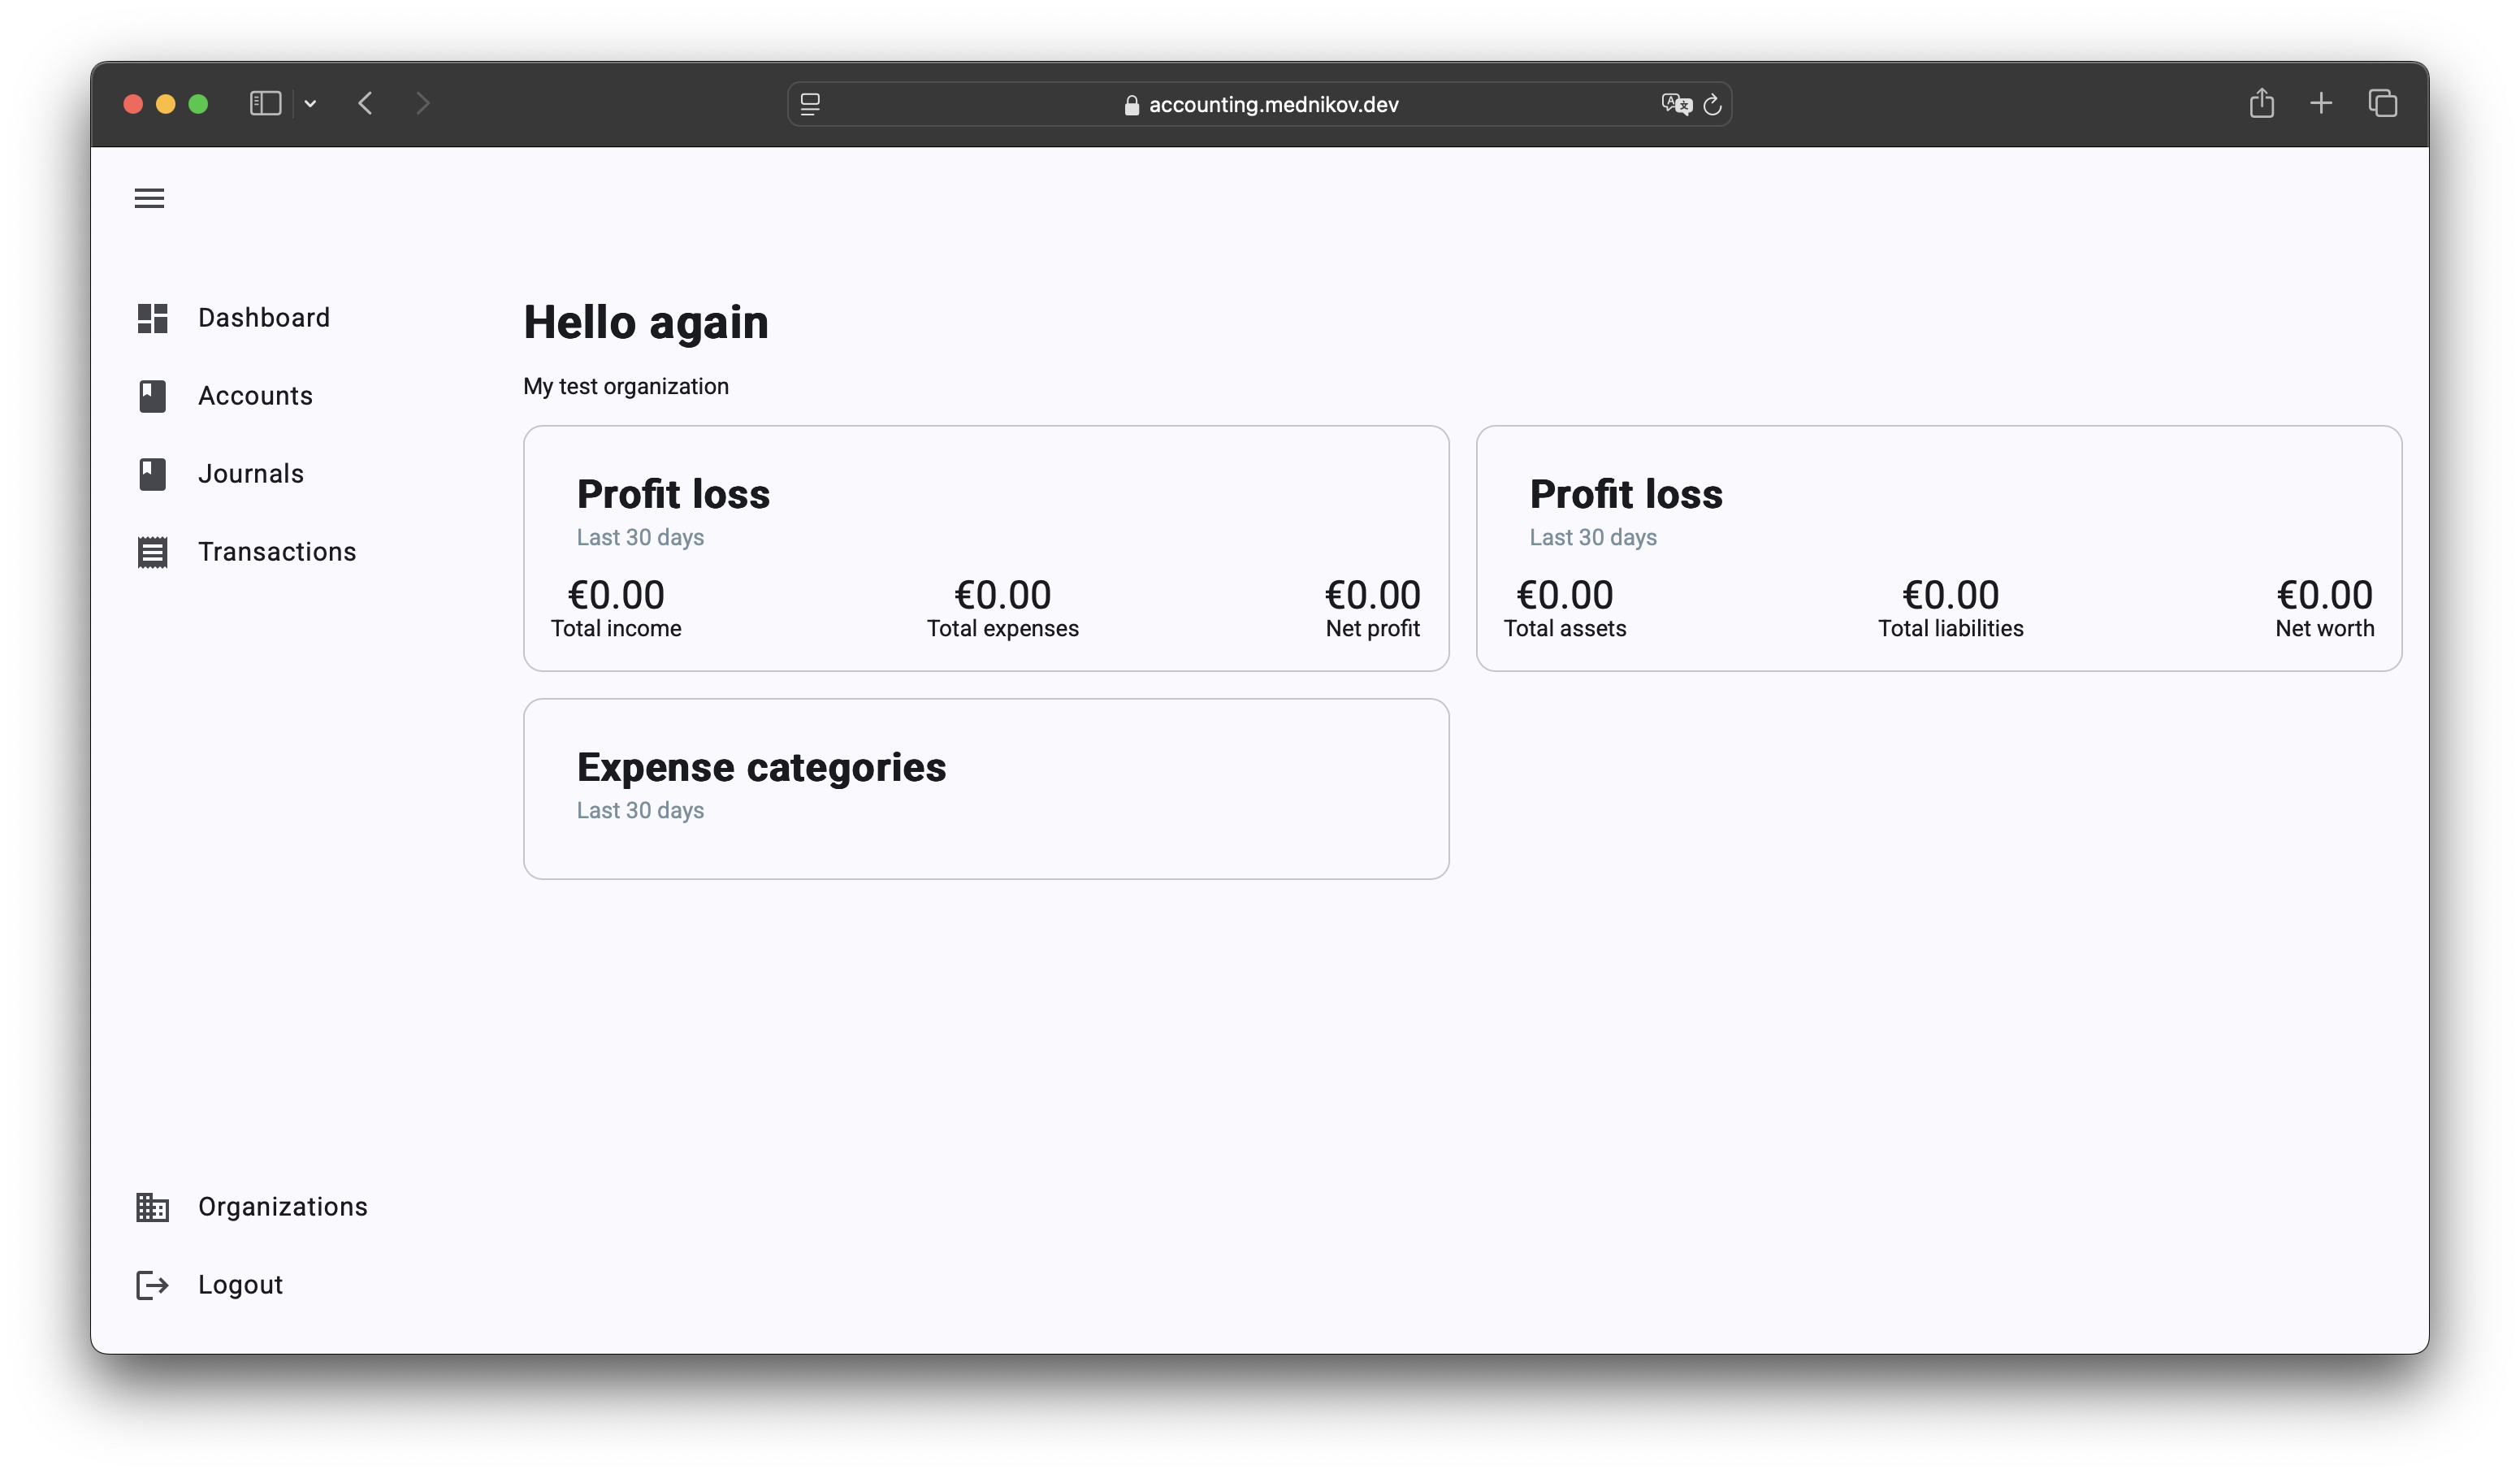 accounting.mednikov.dev
Dashboard
Accounts
Journals
Transactions
Organizations
Logout
Hello again
My test organization
Profit loss
Last 30 days
€0.00 €0.00 €0.00
Total income Total expenses Net profit
Profit loss
Last 30 days
€0.00 €0.00 €0.00
Total assets Total liabilities Net worth
Expense categories
Last 30 days